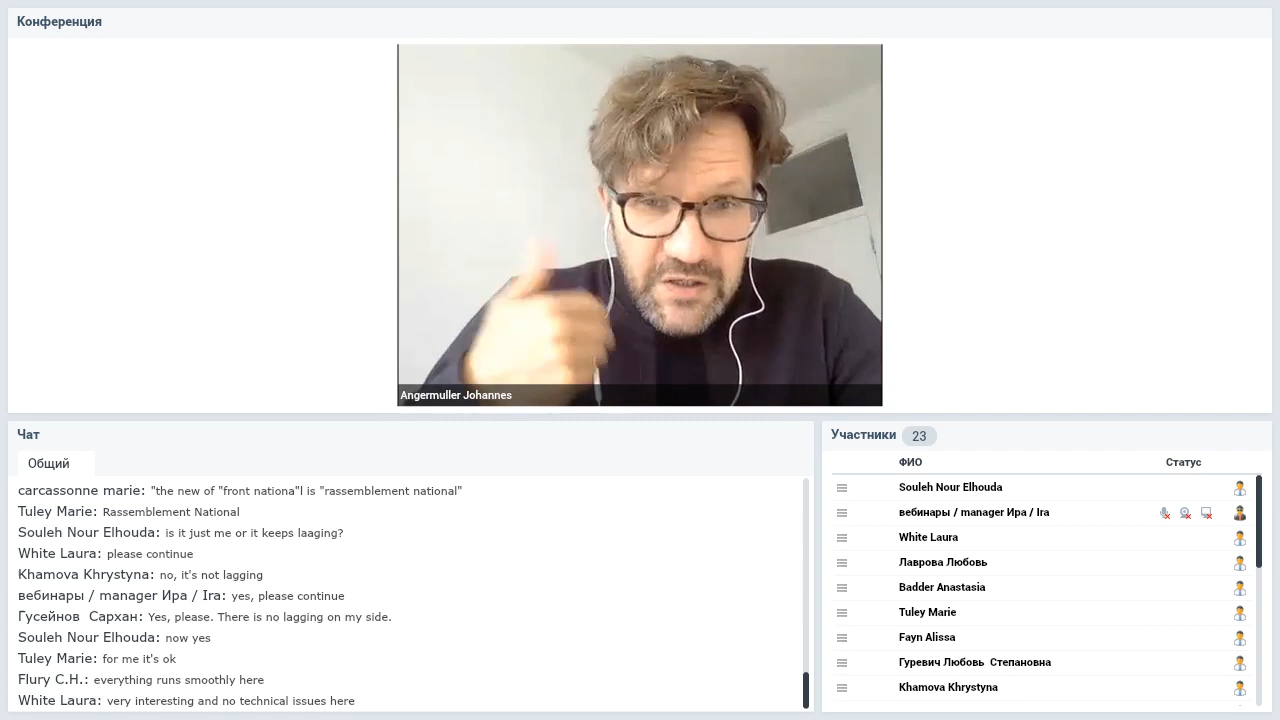 Конференция
Angermuller Johannes
Чат
Общий
carcassonne marie: "the new of "front nationa"l is "rassemblement national"
Tuley Marie: Rassemblement National
Souleh Nour Elhouda: is it just me or it keeps laaging?
White Laura: please continue
Khamova Khrystyna: no, it's not lagging
вебинары / manager Ира / Ira: yes, please continue
Гусейнов  Сархан: Yes, please. There is no lagging on my side.
Souleh Nour Elhouda: now yes
Tuley Marie: for me it's ok
Flury C.H.: everything runs smoothly here
White Laura: very interesting and no technical issues here
Участники 23
ФИО Статус
Souleh Nour Elhouda
вебинары / manager Ира / Ira
White Laura
Лаврова Любовь
Badder Anastasia
Tuley Marie
Fayn Alissa
Гуревич Любовь  Степановна
Khamova Khrystyna